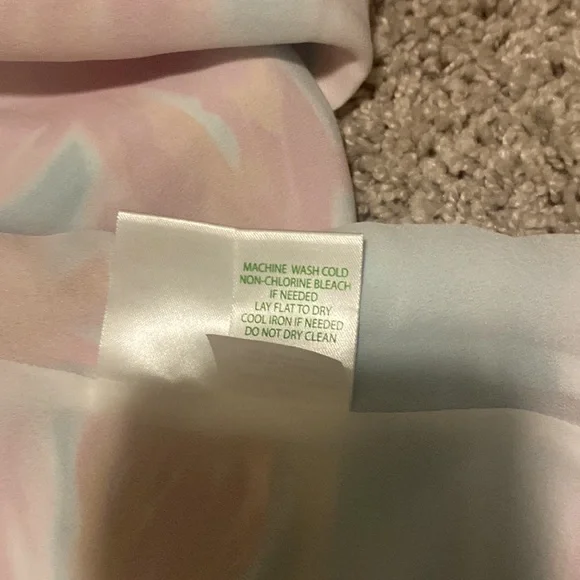 MACHINE WASH COLD
NON-CHLORINE BLEACH
IF NEEDED
LAY FLAT TO DRY
COOL IRON IF NEEDED
DO NOT DRY CLEAN